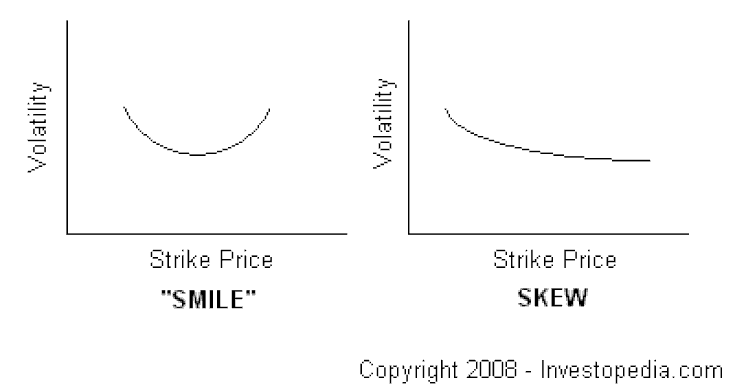 Volatility
Strike Price
"SMILE"
Volatility
Strike Price
SKEW
Copyright 2008 - Investopedia.com